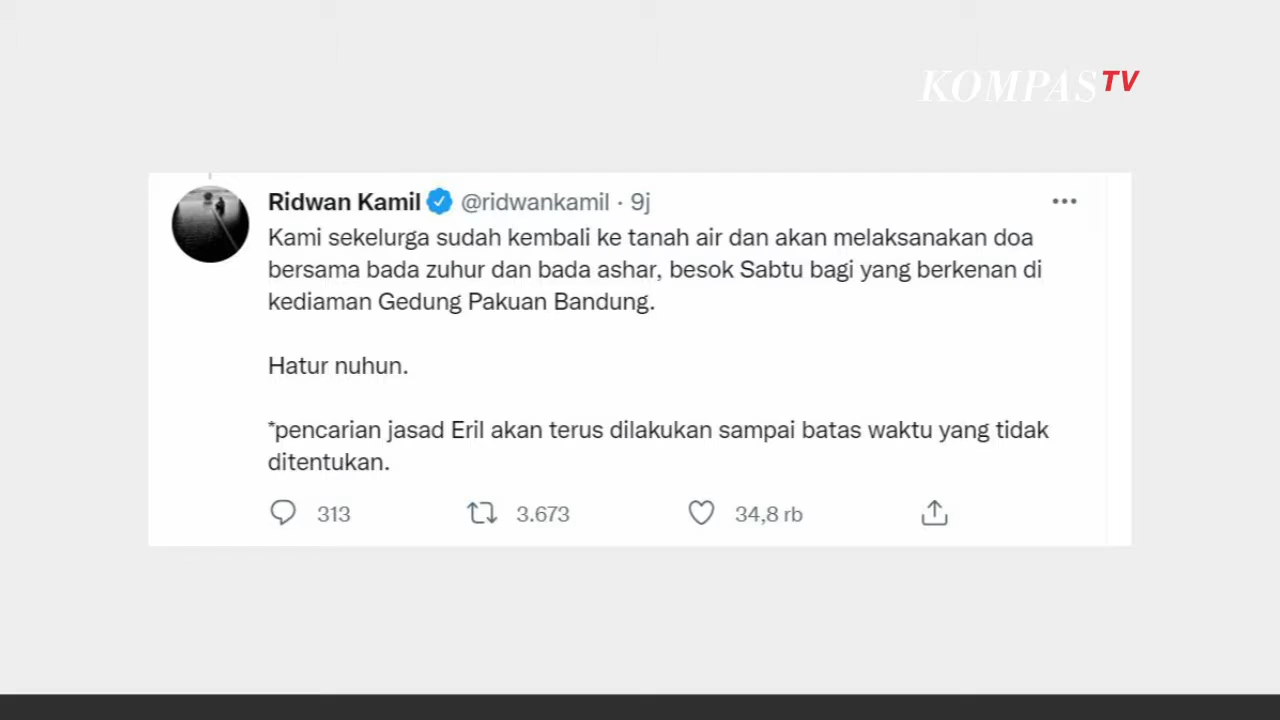 KOMPAS TV
Ridwan Kamil @ridwankamil · 9j
Kami sekelurga sudah kembali ke tanah air dan akan melaksanakan doa
bersama bada zuhur dan bada ashar, besok Sabtu bagi yang berkenan di
kediaman Gedung Pakuan Bandung.
Hatur nuhun.
*pencarian jasad Eril akan terus dilakukan sampai batas waktu yang tidak
ditentukan.
313 3.673 34,8 rb